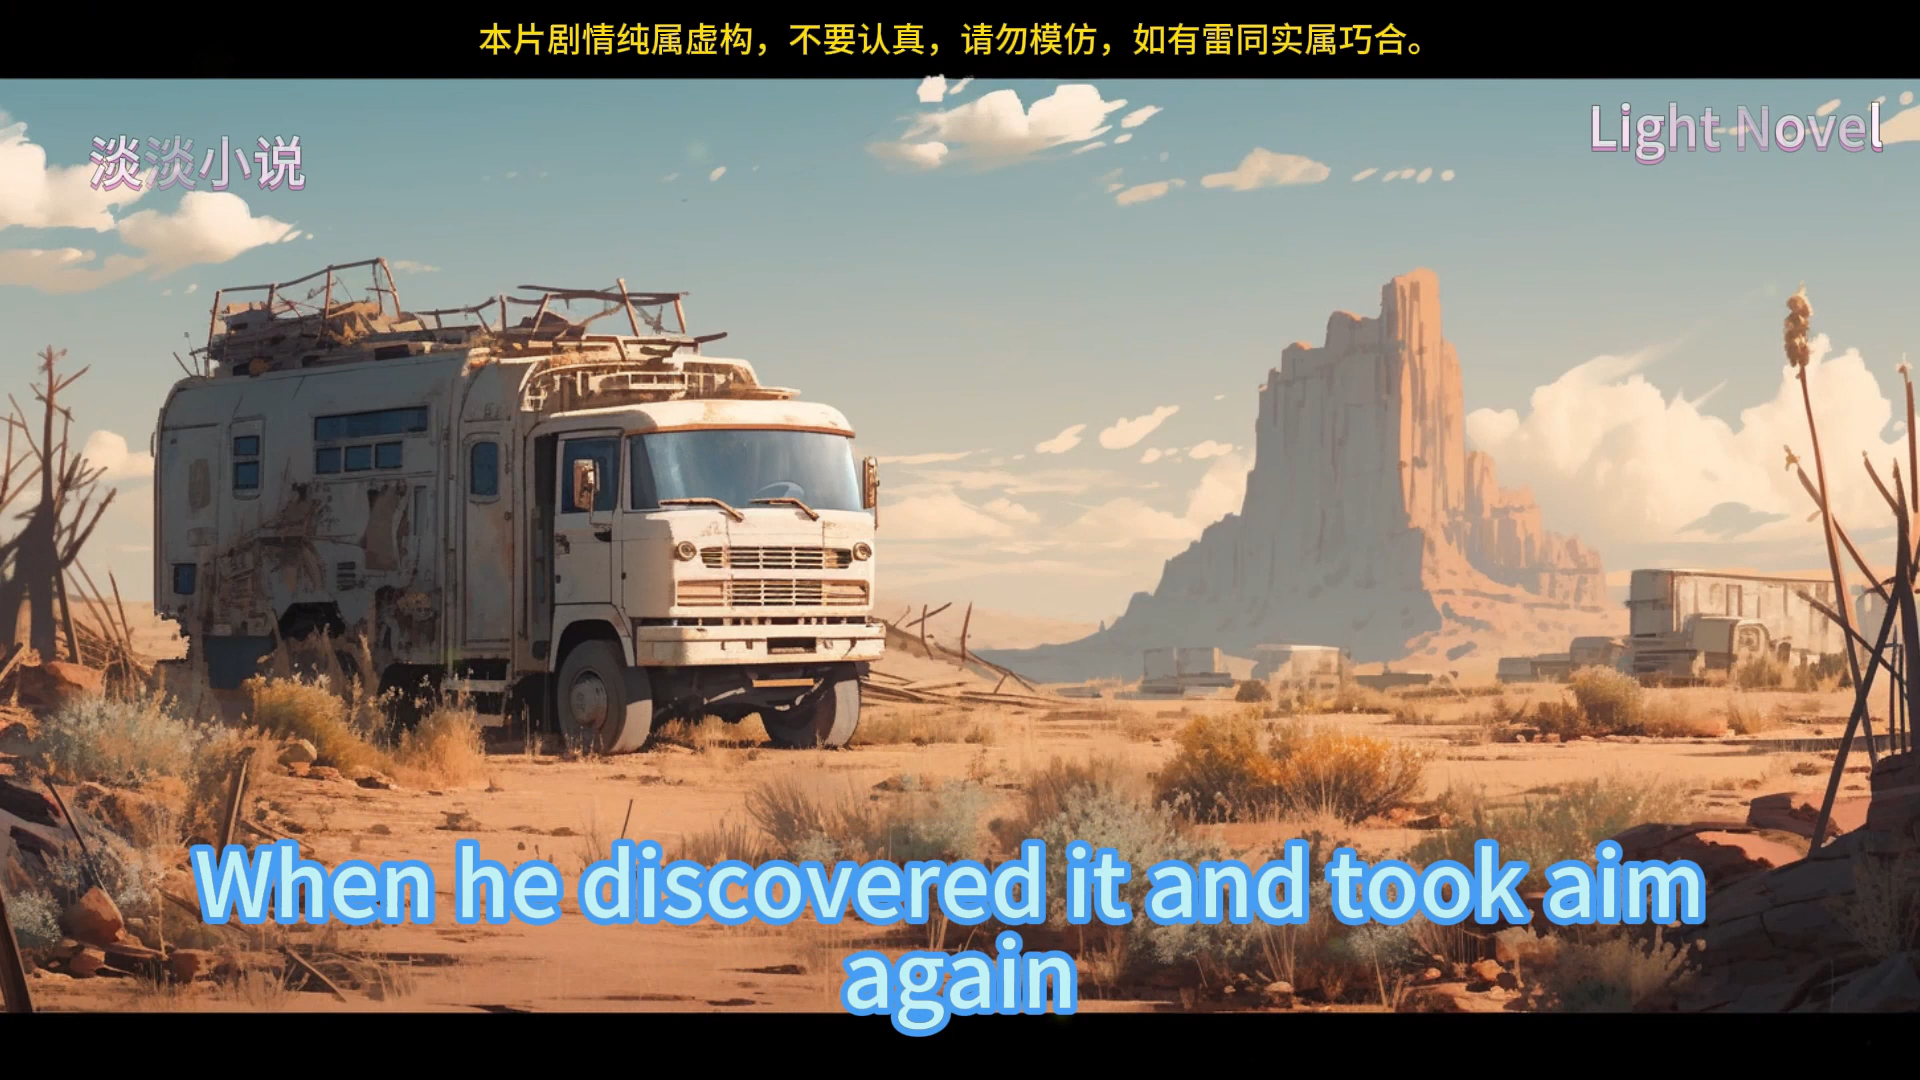 本片剧情纯属虚构，不要认真，请勿模仿，如有雷同实属巧合。
淡淡小说
Light Novel
When he discovered it and took aim
again